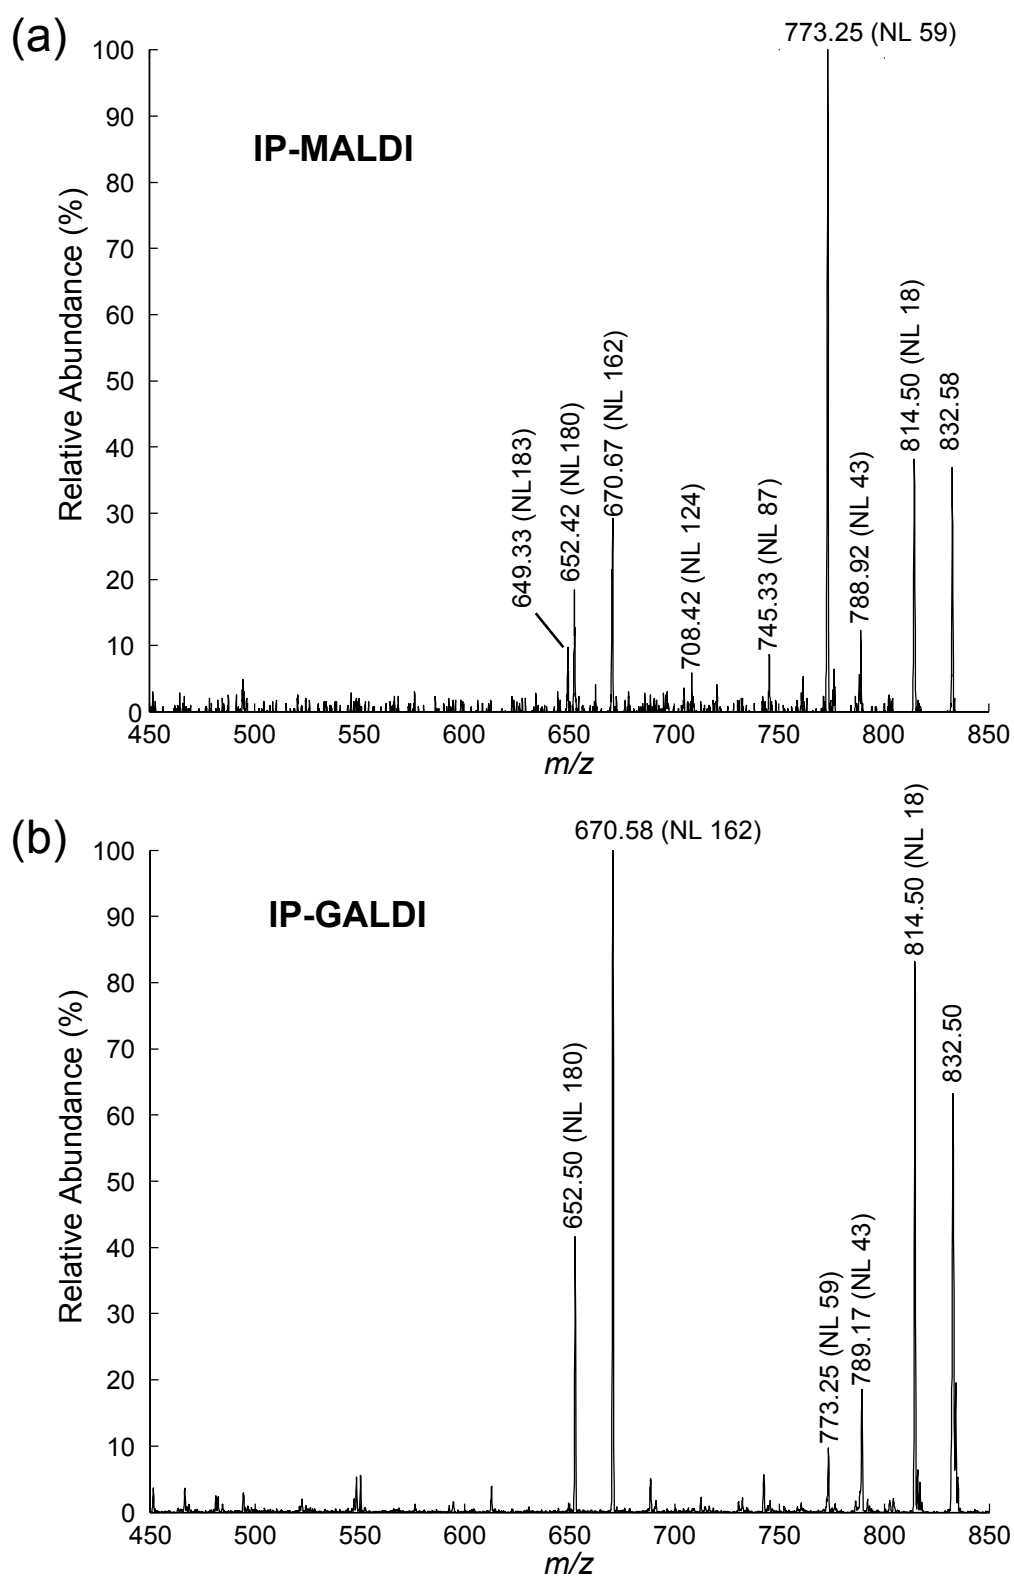 (a)
773.25 (NL 59)
IP-MALDI
Relative Abundance (%)
100
90
80
70
60
50
40
30
20
10
0
649.33 (NL183)
652.42 (NL180)
670.67 (NL 162)
708.42 (NL 124)
745.33 (NL 87)
788.92 (NL 43)
814.50 (NL 18)
832.58
450 500 550 600 650 700 750 800 850
m/z
(b)
670.58 (NL 162)
IP-GALDI
Relative Abundance (%)
100
90
80
70
60
50
40
30
20
10
0
652.50 (NL 180)
773.25 (NL 59)
789.17 (NL 43)
814.50 (NL 18)
832.50
450 500 550 600 650 700 750 800 850
m/z